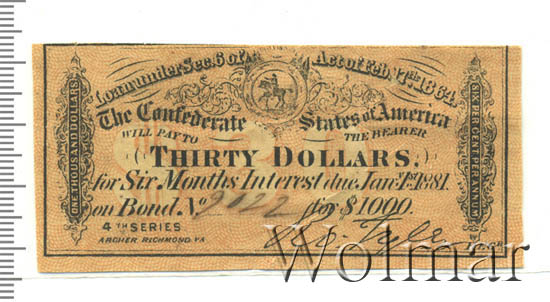 Loan under Sec. 6 of Act of Feb. 17th 1864.
The Confederate States of America
WILL PAY TO THE BEARER
THIRTY DOLLARS.
for Six Months Interest due Jany. 1st 1881.
on Bond No. 2622 for $1000.
4TH SERIES
ARCHER RICHMOND. VA
ONE THOUSAND DOLLARS
SIX PER CENT PER ANNUM
Wolmar